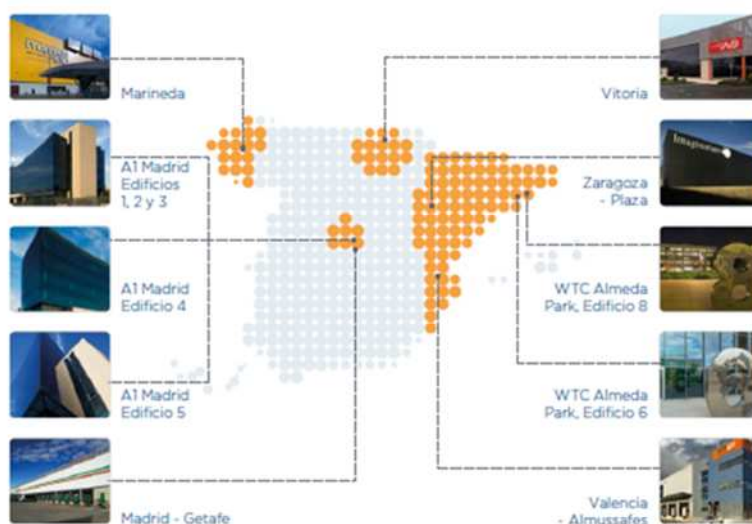 Marineda
A1 Madrid
Edificios
1, 2 y 3
A1 Madrid
Edificio 4
A1 Madrid
Edificio 5
Madrid - Getafe
Vitoria
Imaginarium
Zaragoza
- Plaza
WTC Almeda
Park, Edificio 8
WTC Almeda
Park, Edificio 6
Valencia
- Almussafes